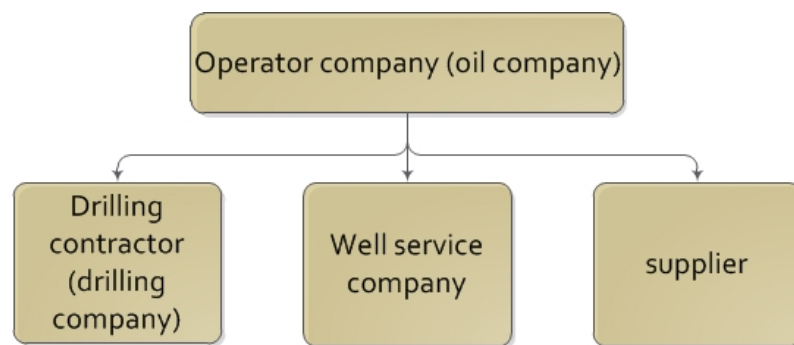 Operator company (oil company)
Drilling
contractor
(drilling
company)
Well service
company
supplier